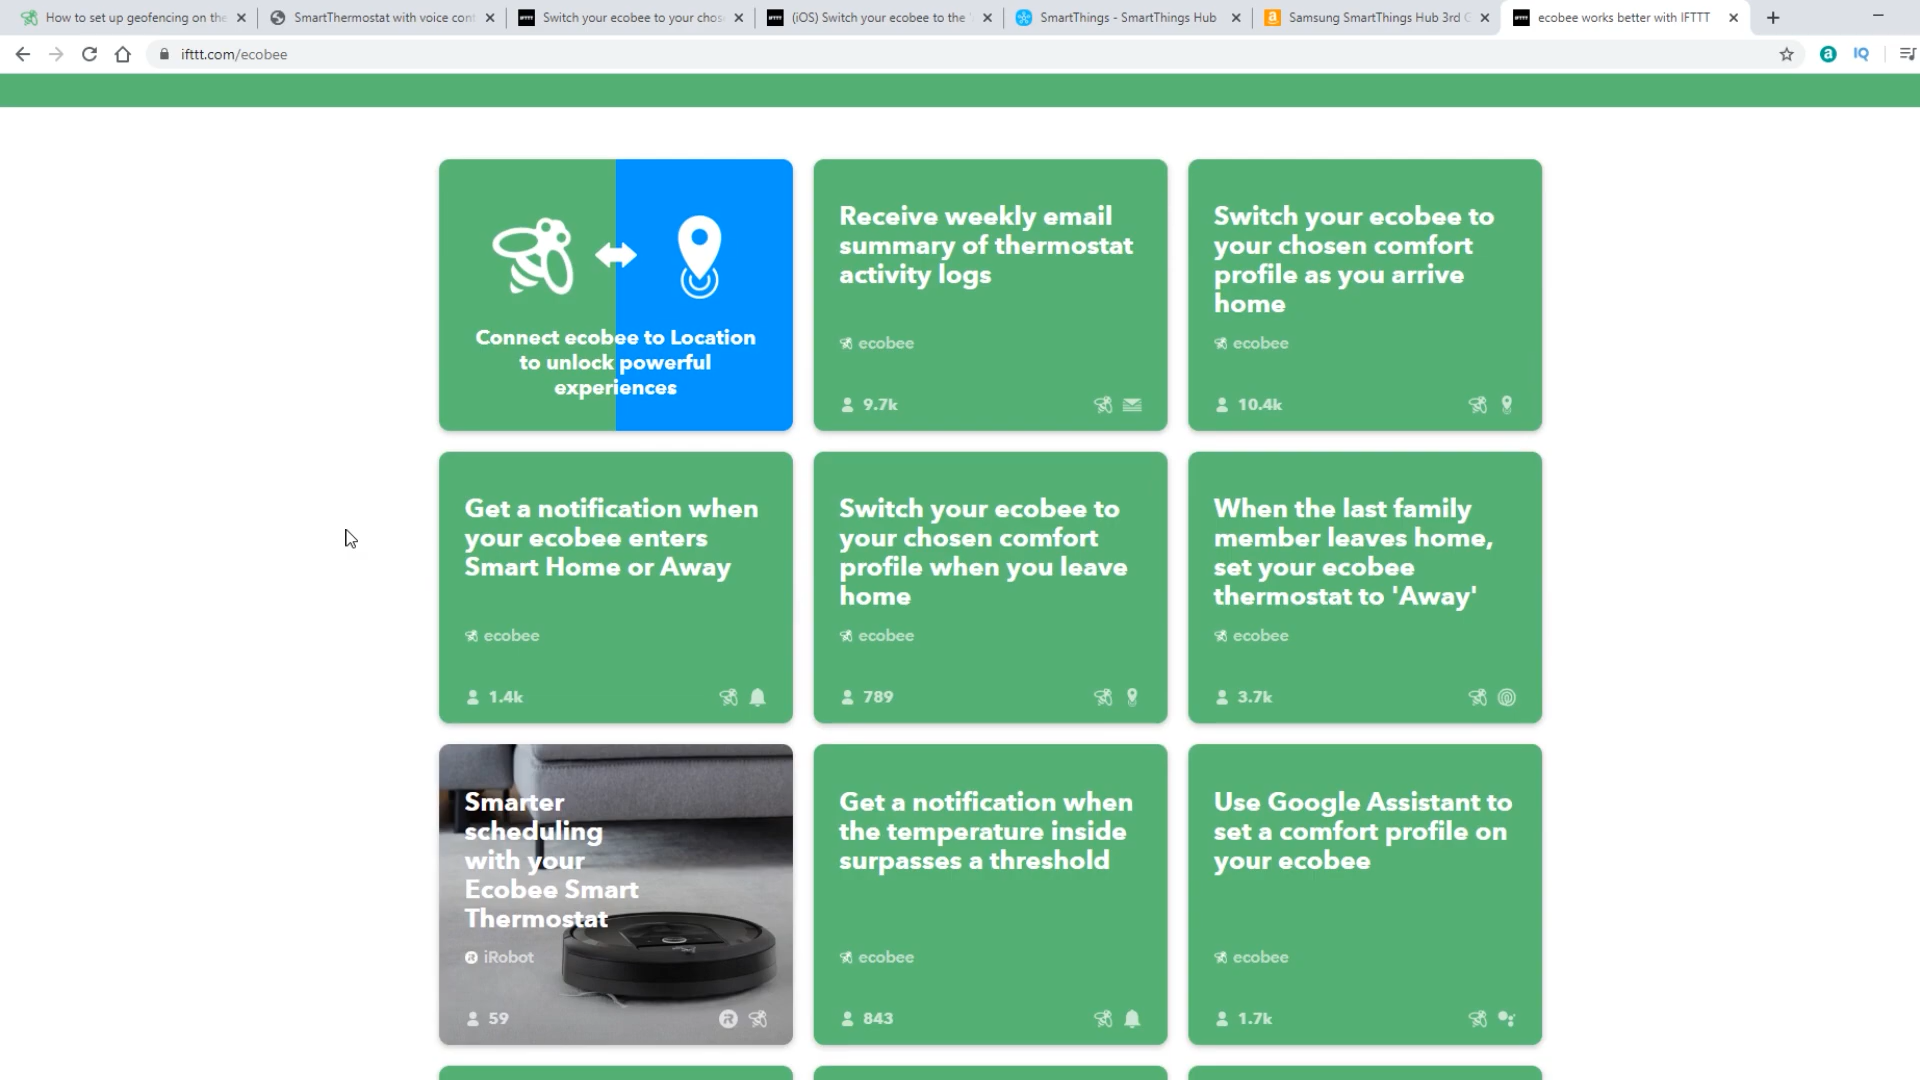 How to set up geofencing on the
SmartThermostat with voice cont
Switch your ecobee to your chos
(iOS) Switch your ecobee to the '
SmartThings - SmartThings Hub
Samsung SmartThings Hub 3rd G
ecobee works better with IFTTT
ifttt.com/ecobee
a
IQ
Connect ecobee to Location
to unlock powerful
experiences
Receive weekly email
summary of thermostat
activity logs
ecobee
9.7k
Switch your ecobee to
your chosen comfort
profile as you arrive
home
ecobee
10.4k
Get a notification when
your ecobee enters
Smart Home or Away
ecobee
1.4k
Switch your ecobee to
your chosen comfort
profile when you leave
home
ecobee
789
When the last family
member leaves home,
set your ecobee
thermostat to 'Away'
ecobee
3.7k
Smarter
scheduling
with your
Ecobee Smart
Thermostat
iRobot
59
Get a notification when
the temperature inside
surpasses a threshold
ecobee
843
Use Google Assistant to
set a comfort profile on
your ecobee
ecobee
1.7k